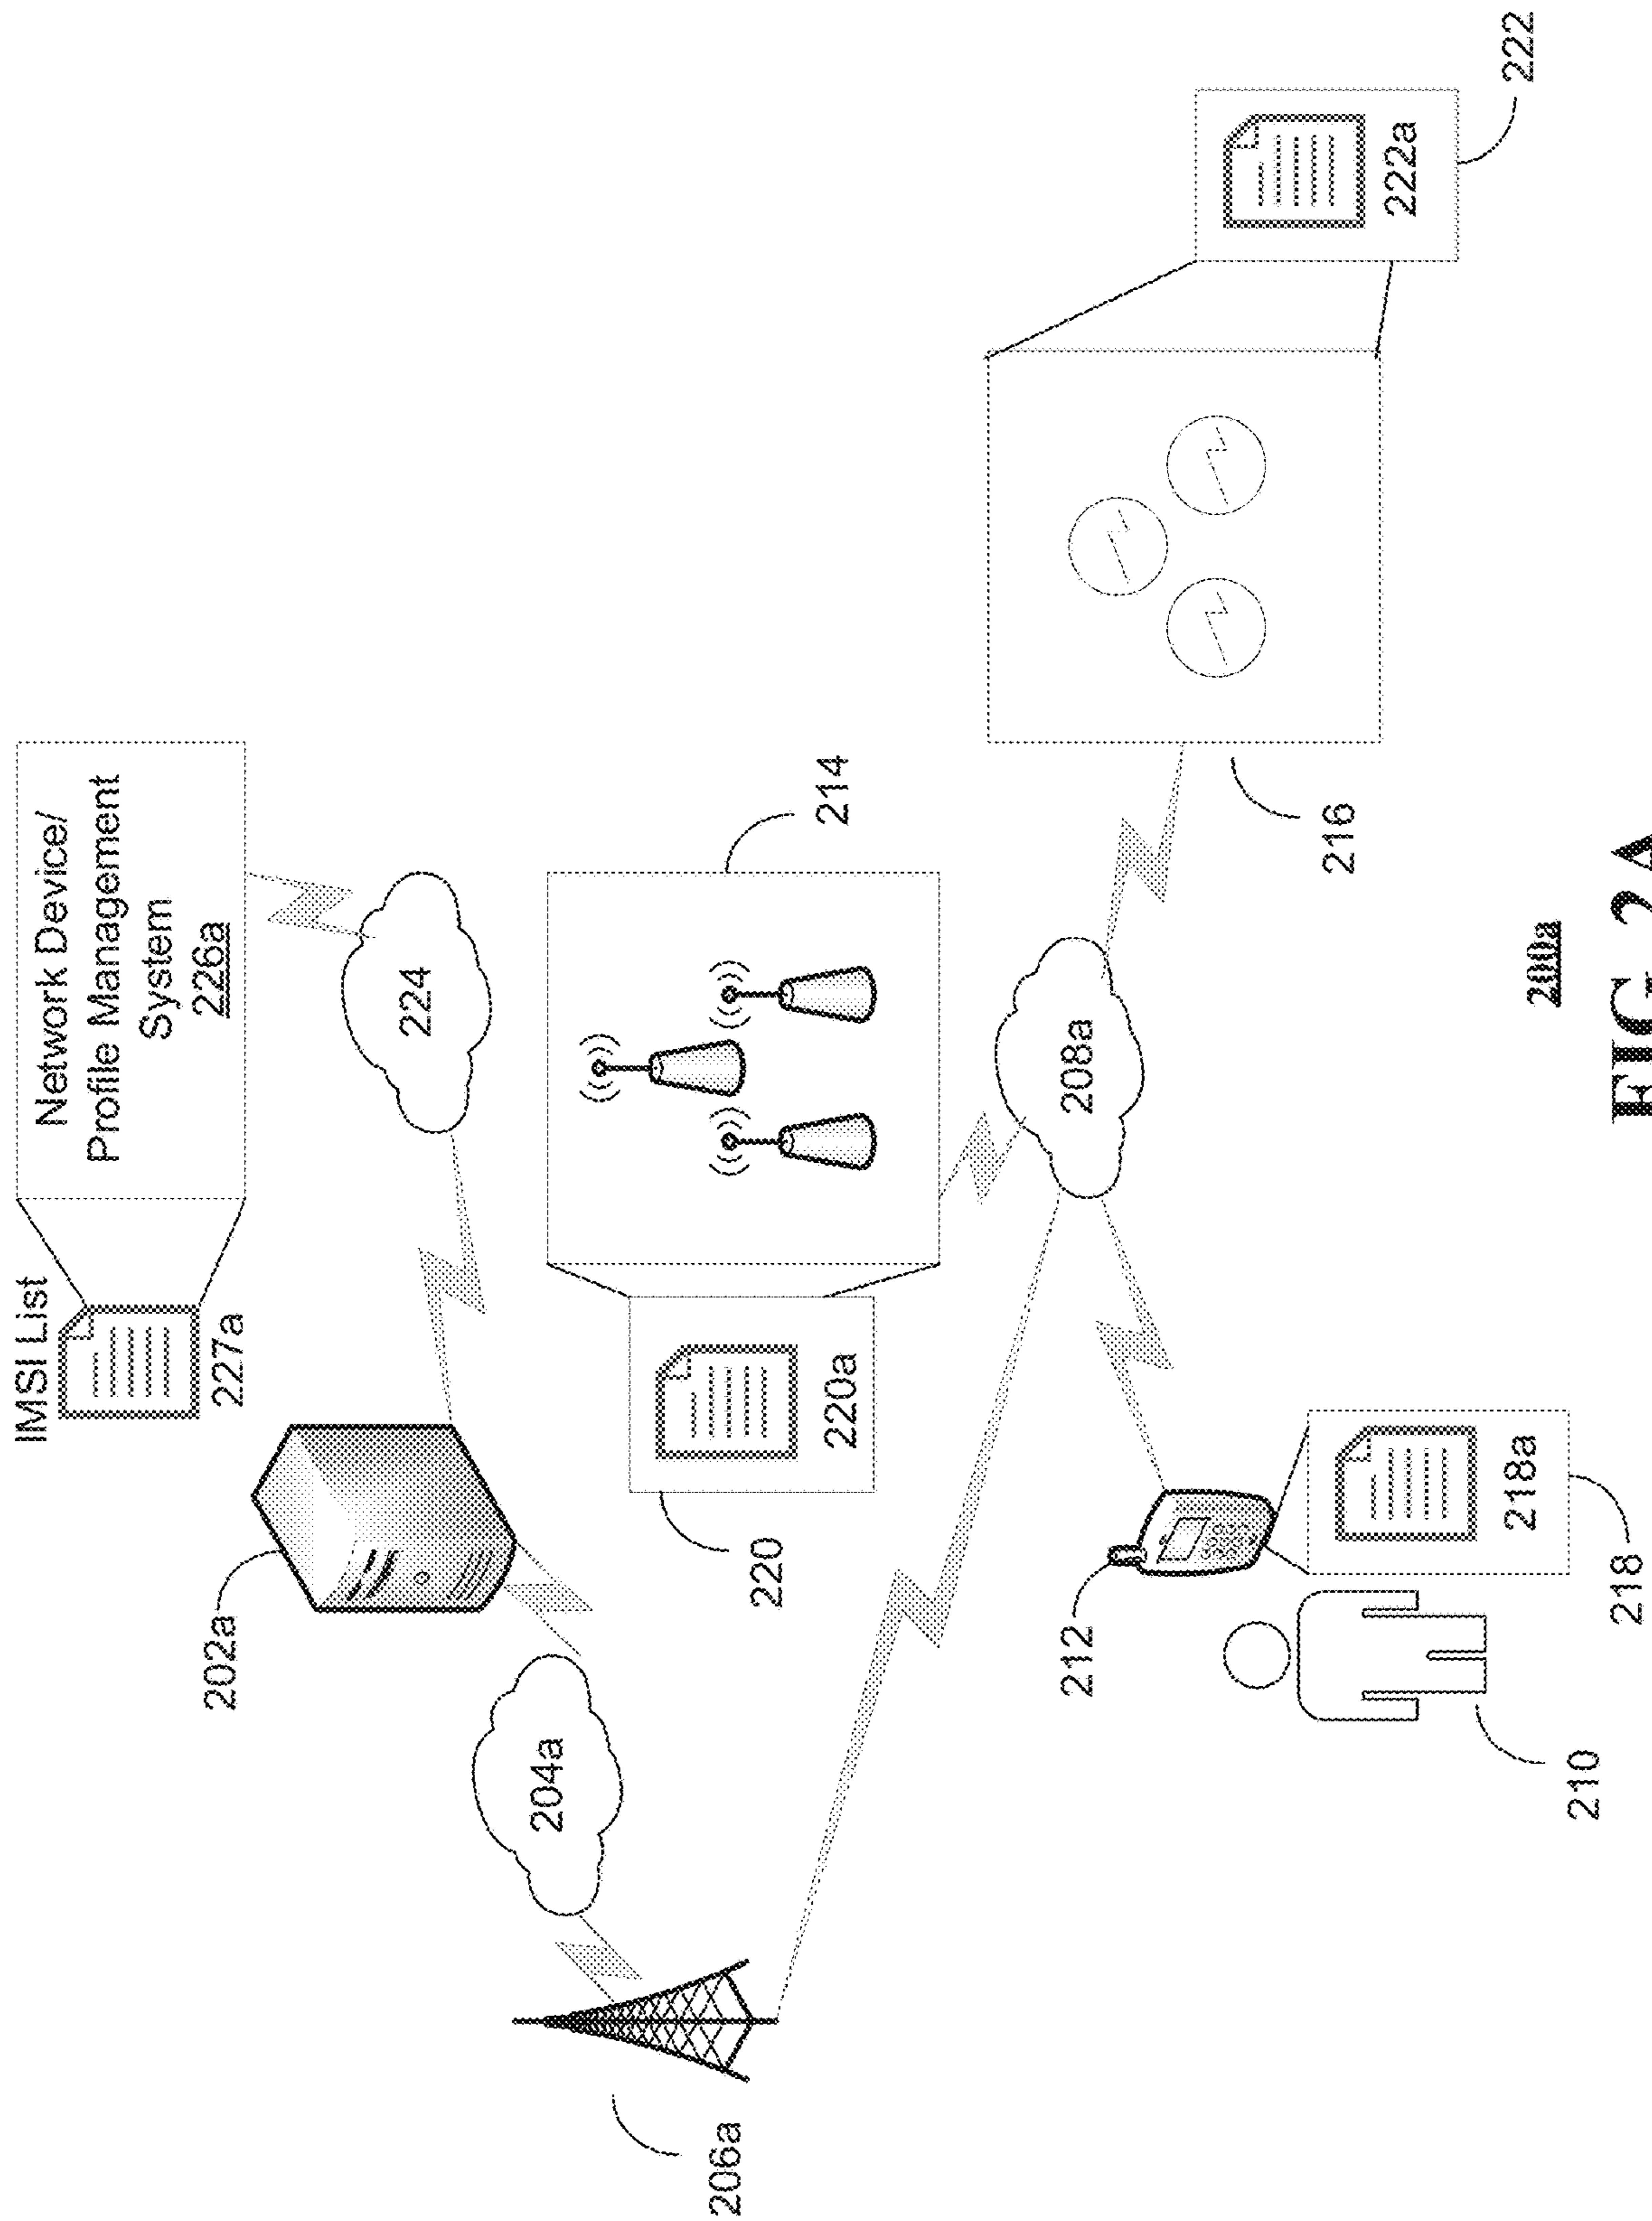 IMSI List
227a
Network Device/
Profile Management
System
226a
202a
224
204a
206a
220
220a
214
208a
212
218a
218
210
216
222a
222
200a
FIG. 2A